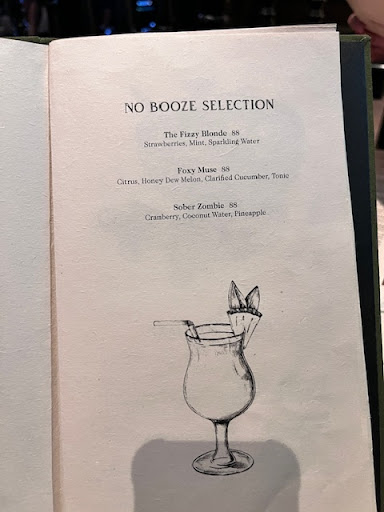 NO BOOZE SELECTION
The Fizzy Blonde 88
Strawberries, Mint, Sparkling Water
Foxy Muse 88
Citrus, Honey Dew Melon, Clarified Cucumber, Tonic
Sober Zombie 88
Cranberry, Coconut Water, Pineapple